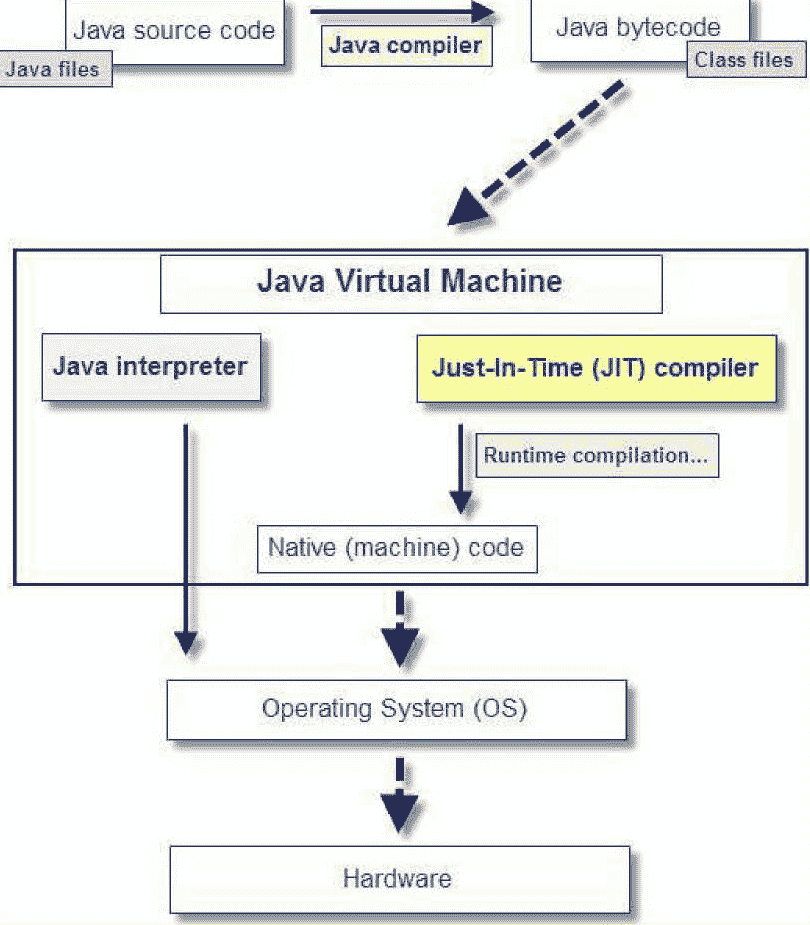 Java source code
Java files
Java compiler
Java bytecode
Class files
Java Virtual Machine
Java interpreter
Just-In-Time (JIT) compiler
Runtime compilation...
Native (machine) code
Operating System (OS)
Hardware